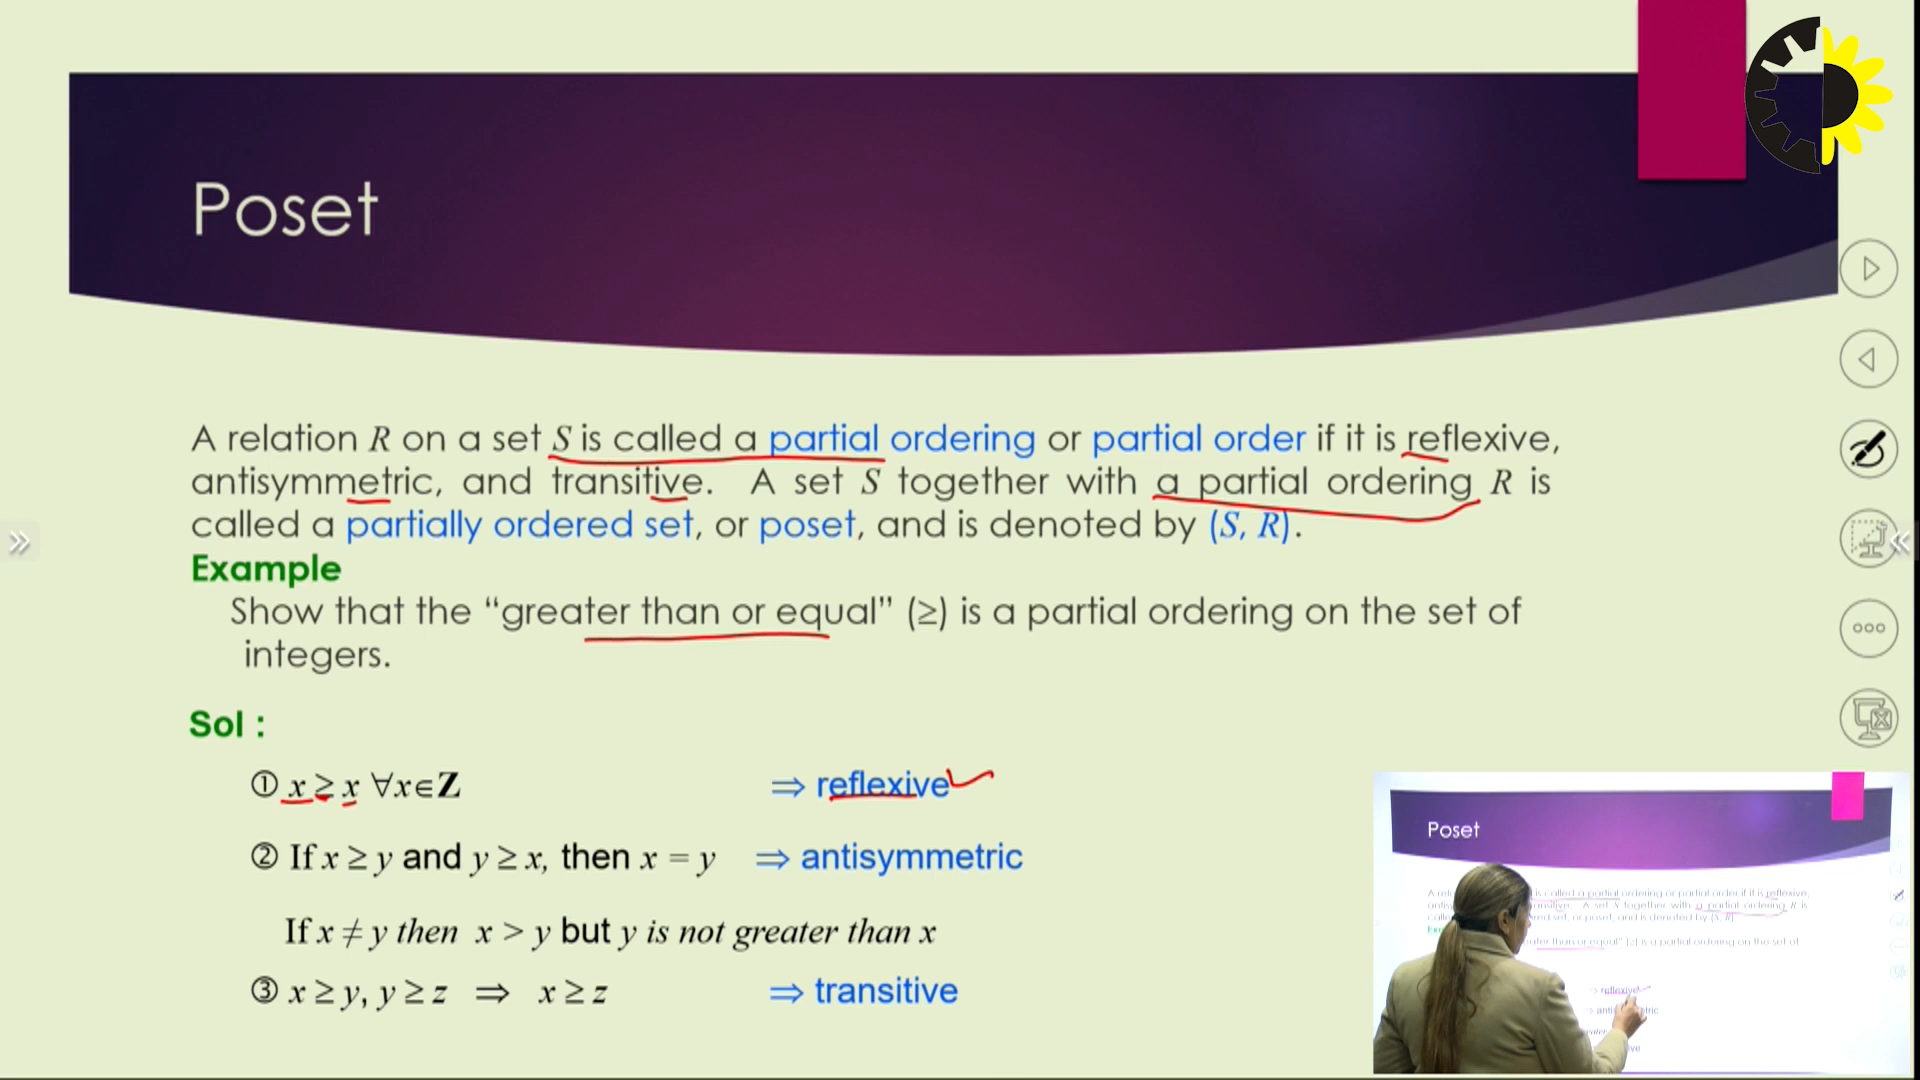 Poset
A relation R on a set S is called a partial ordering or partial order if it is reflexive,
antisymmetric, and transitive. A set S together with a partial ordering R is
called a partially ordered set, or poset, and is denoted by (S, R).
Example
Show that the “greater than or equal” (≥) is a partial ordering on the set of
integers.
Sol :
① x ≥ x ∀x∈Z ⇒ reflexive
② If x ≥ y and y ≥ x, then x = y ⇒ antisymmetric
If x ≠ y then x > y but y is not greater than x
③ x ≥ y, y ≥ z ⇒ x ≥ z ⇒ transitive
Poset